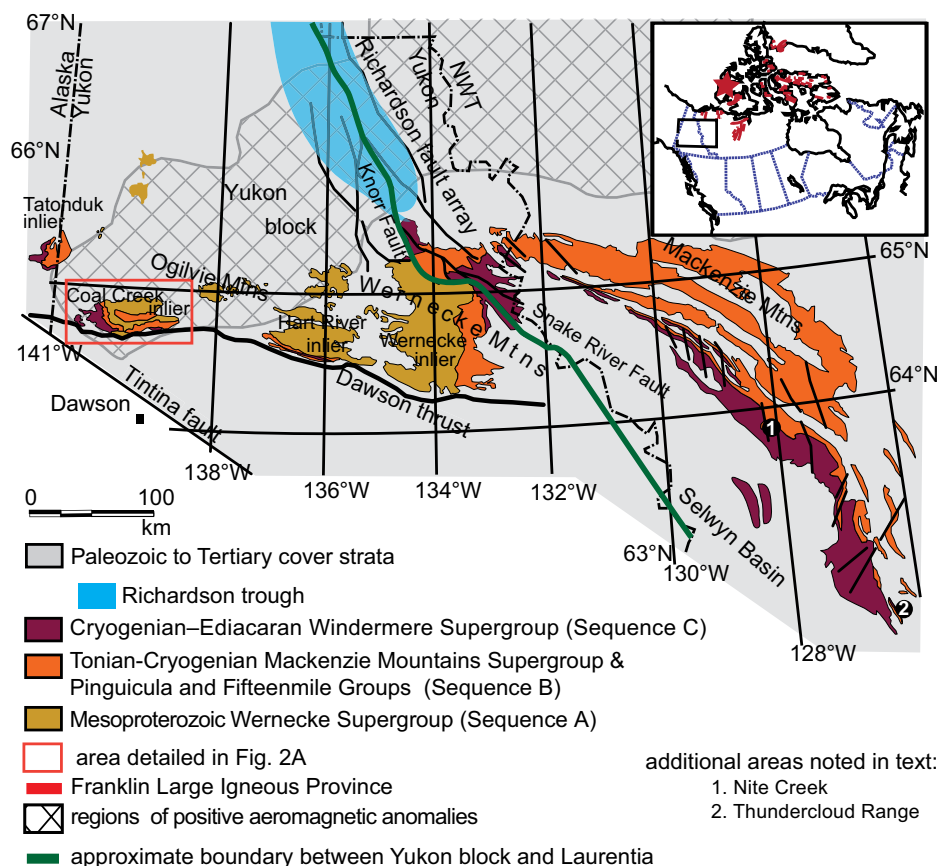 67°N
Alaska
Yukon
Richardson fault array
Yukon
NWT
66°N
Tatonduk
inlier
Yukon
block
Knorr Fault
Ogilvie Mtns
Mackenzie Mtns
65°N
Coal Creek
inlier
Wernecke Mtns
Hart River
inlier
Wernecke
inlier
Snake River Fault
141°W
Tintina fault
Dawson thrust
64°N
Dawson
1
138°W
136°W
134°W
132°W
Selwyn Basin
0 100
km
63°N
130°W
2
128°W
Paleozoic to Tertiary cover strata
Richardson trough
Cryogenian–Ediacaran Windermere Supergroup (Sequence C)
Tonian-Cryogenian Mackenzie Mountains Supergroup &
Pinguicula and Fifteenmile Groups (Sequence B)
Mesoproterozoic Wernecke Supergroup (Sequence A)
area detailed in Fig. 2A
Franklin Large Igneous Province
regions of positive aeromagnetic anomalies
approximate boundary between Yukon block and Laurentia
additional areas noted in text:
1. Nite Creek
2. Thundercloud Range